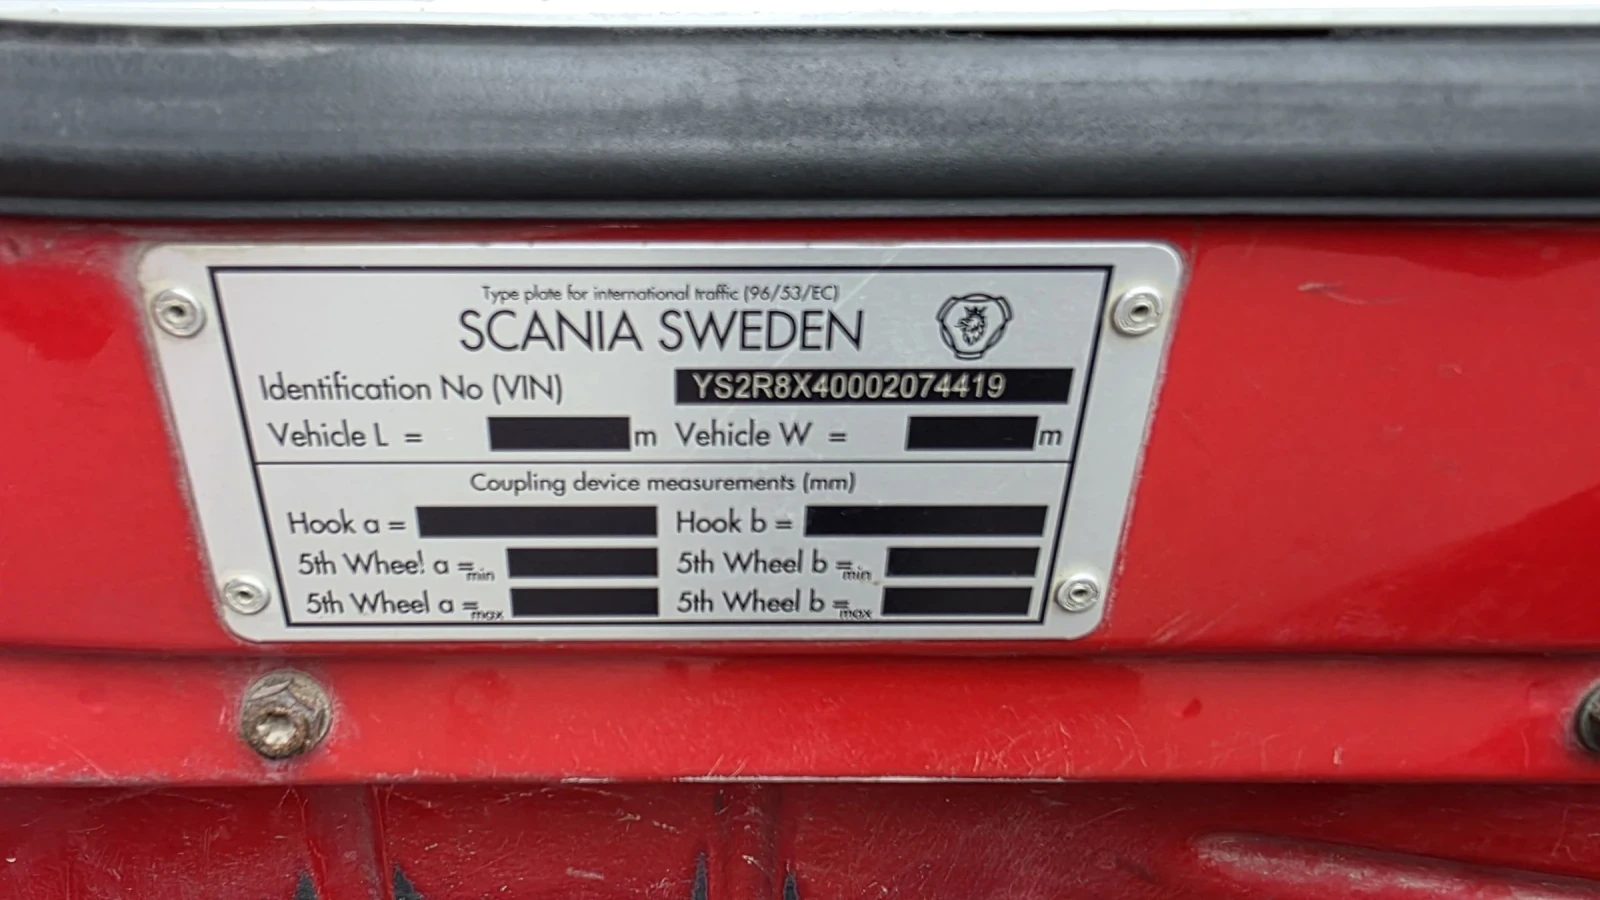 Type plate for international traffic (96/53/EC)
SCANIA SWEDEN
Identification No (VIN) YS2R8X40002074419
Vehicle L = m Vehicle W = m
Coupling device measurements (mm)
Hook a = Hook b =
5th Wheel a = min 5th Wheel b = min
5th Wheel a = max 5th Wheel b = max